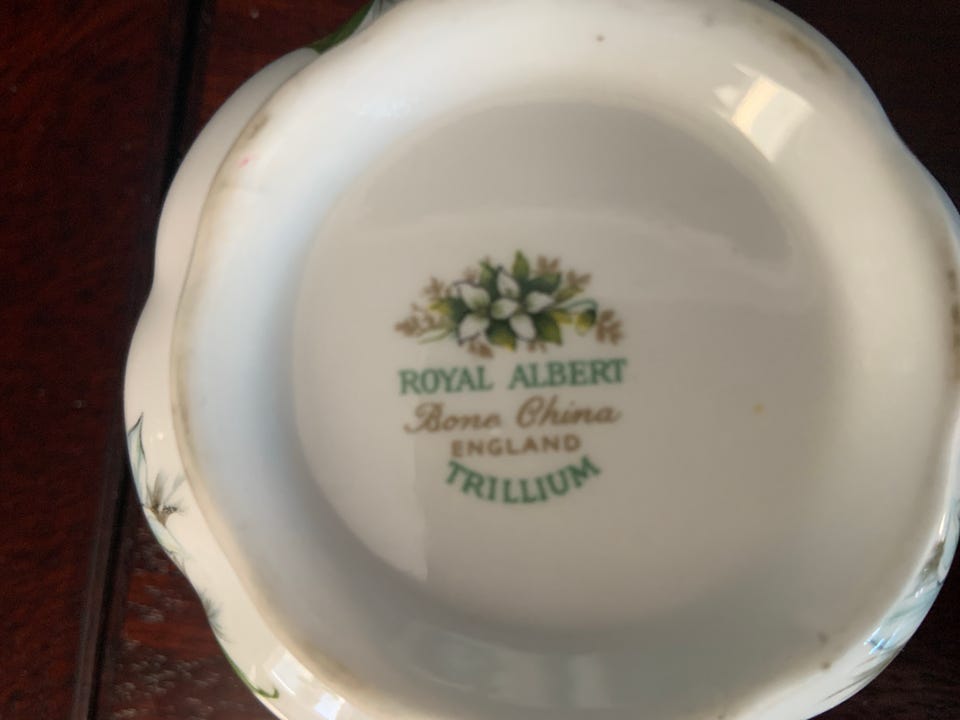 ROYAL ALBERT
Bone China
ENGLAND
TRILLIUM